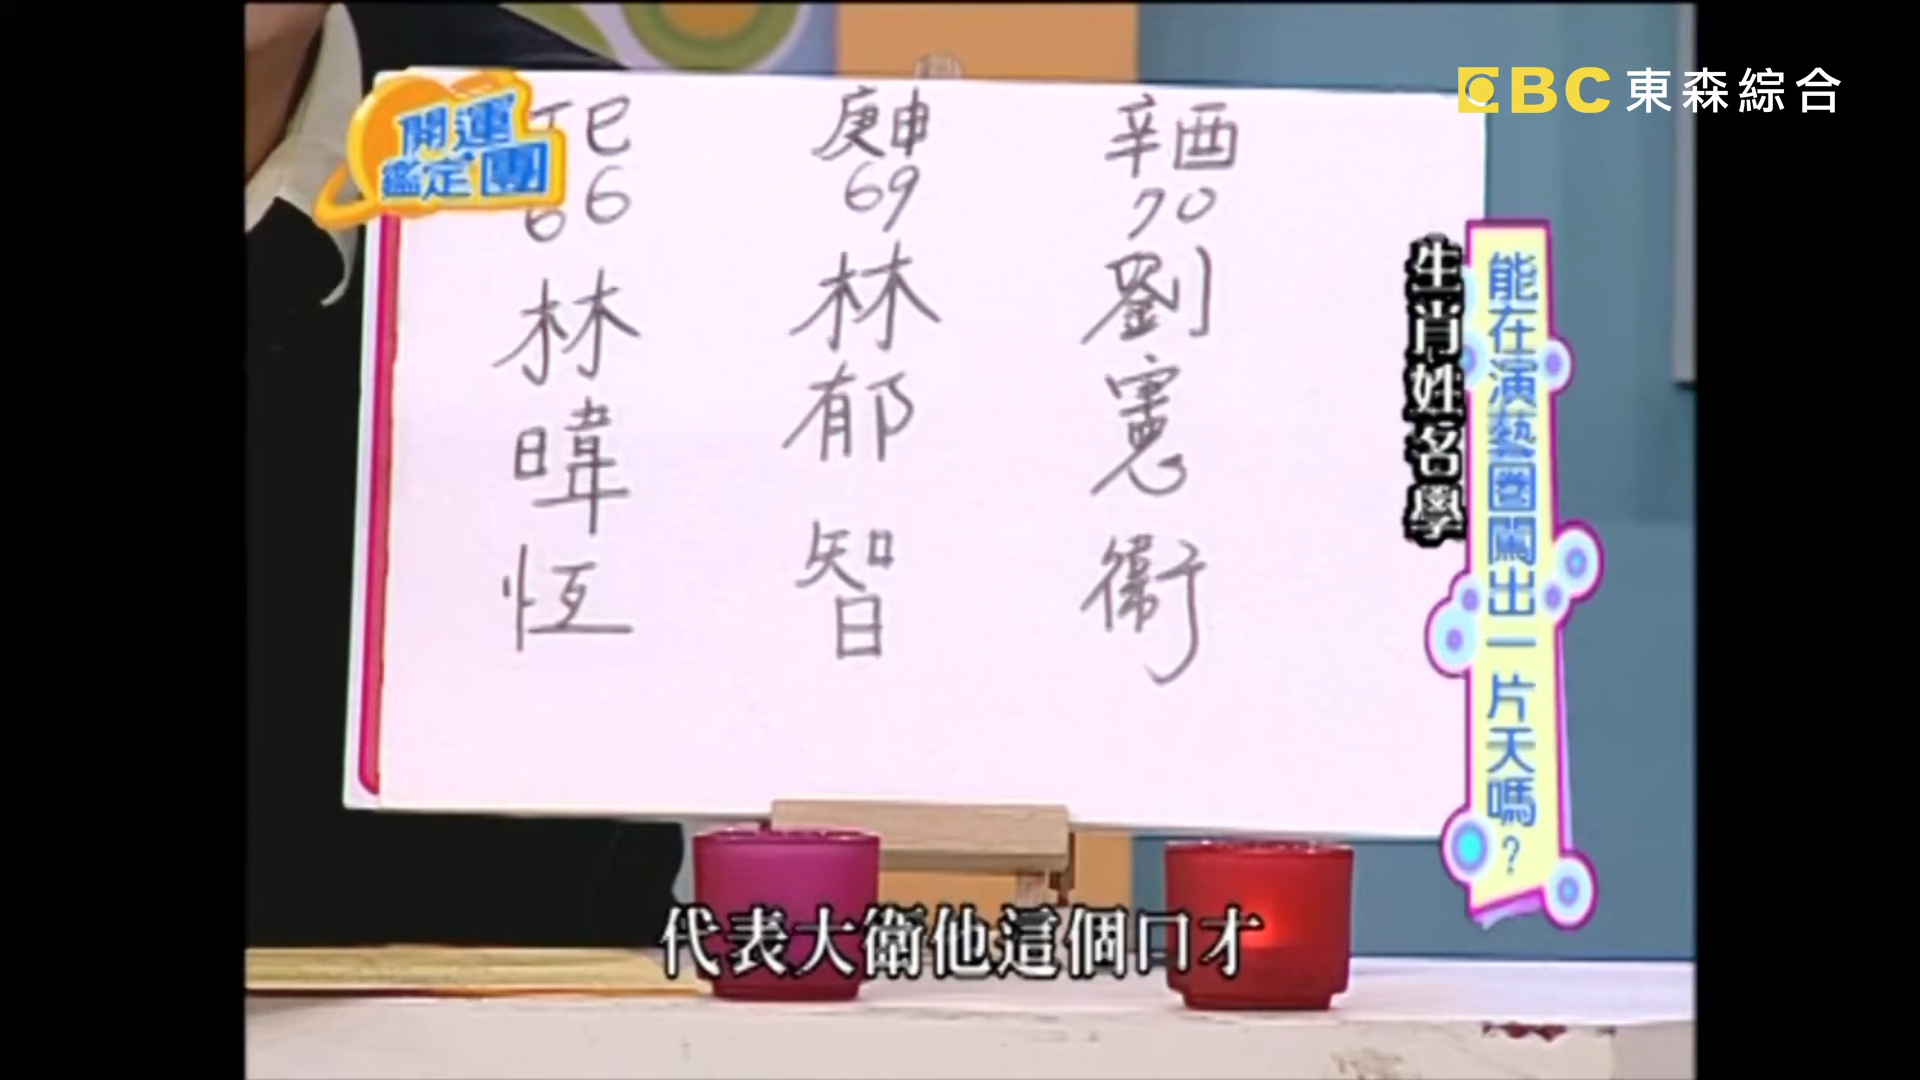 EBC 東森綜合
開運
鑑定團
辛酉
70
劉憲衛
庚申
69
林郁智
巳
66
林暐恆
生肖姓名學
能在演藝圈闖出一片天嗎?
代表大衛他這個口才